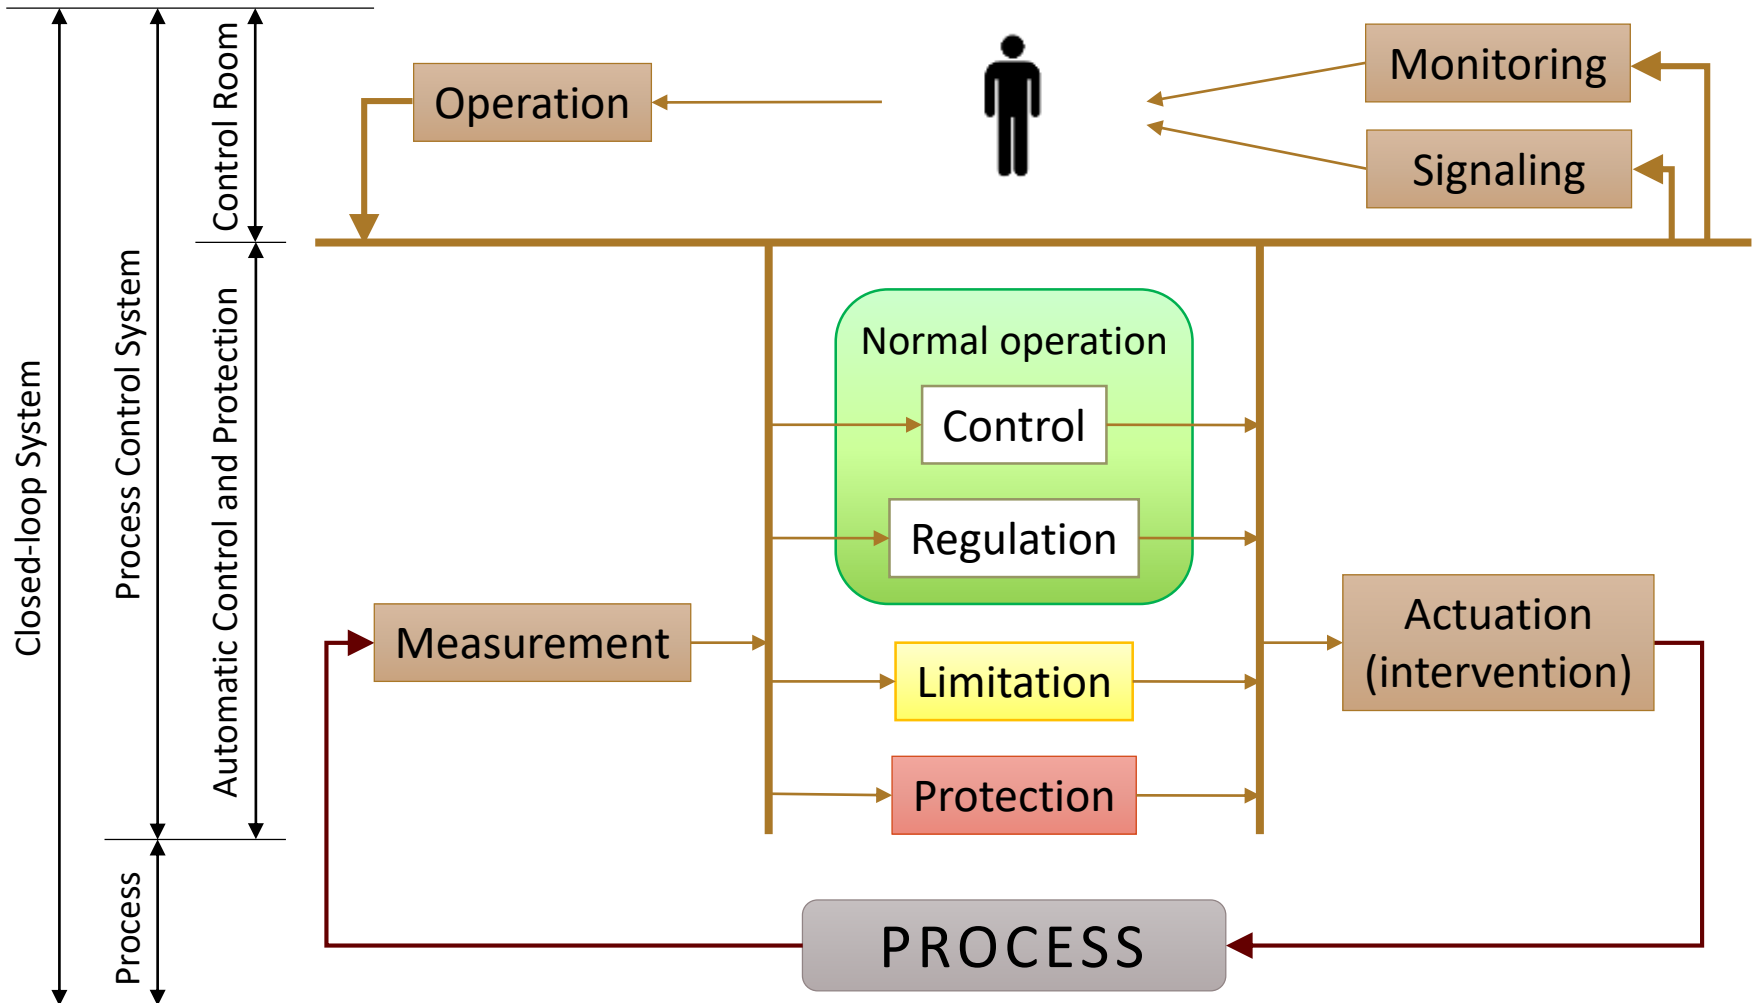 Closed-loop System
Process Control System
Process
Control Room
Automatic Control and Protection
Operation
Monitoring
Signaling
Normal operation
Control
Regulation
Measurement
Limitation
Protection
Actuation
(intervention)
PROCESS